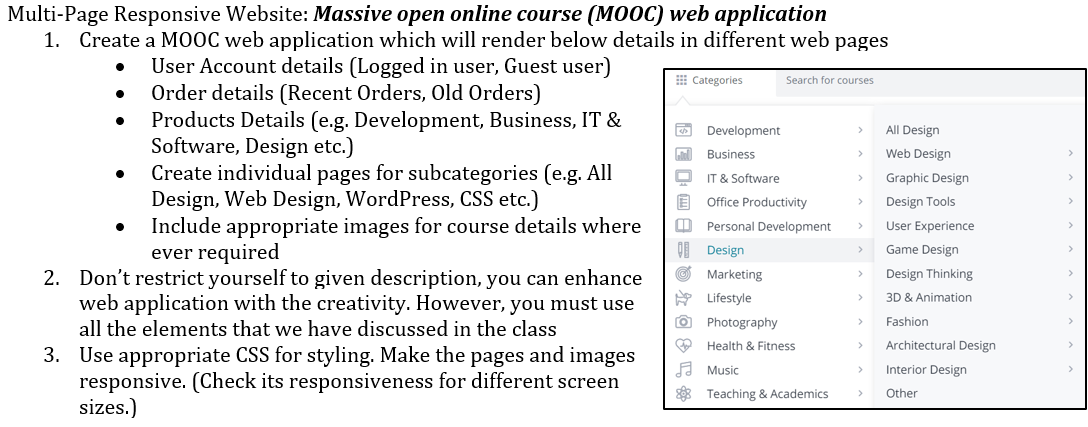 Multi-Page Responsive Website: Massive open online course (MOOC) web application
1. Create a MOOC web application which will render below details in different web pages
• User Account details (Logged in user, Guest user)
• Order details (Recent Orders, Old Orders)
• Products Details (e.g. Development, Business, IT &
Software, Design etc.)
• Create individual pages for subcategories (e.g. All
Design, Web Design, WordPress, CSS etc.)
• Include appropriate images for course details where
ever required
2. Don’t restrict yourself to given description, you can enhance
web application with the creativity. However, you must use
all the elements that we have discussed in the class
3. Use appropriate CSS for styling. Make the pages and images
responsive. (Check its responsiveness for different screen
sizes.)
Categories Search for courses
Development > All Design
Business > Web Design >
IT & Software > Graphic Design >
Office Productivity > Design Tools >
Personal Development > User Experience >
Design > Game Design >
Marketing > Design Thinking >
Lifestyle > 3D & Animation >
Photography > Fashion >
Health & Fitness > Architectural Design >
Music > Interior Design >
Teaching & Academics > Other